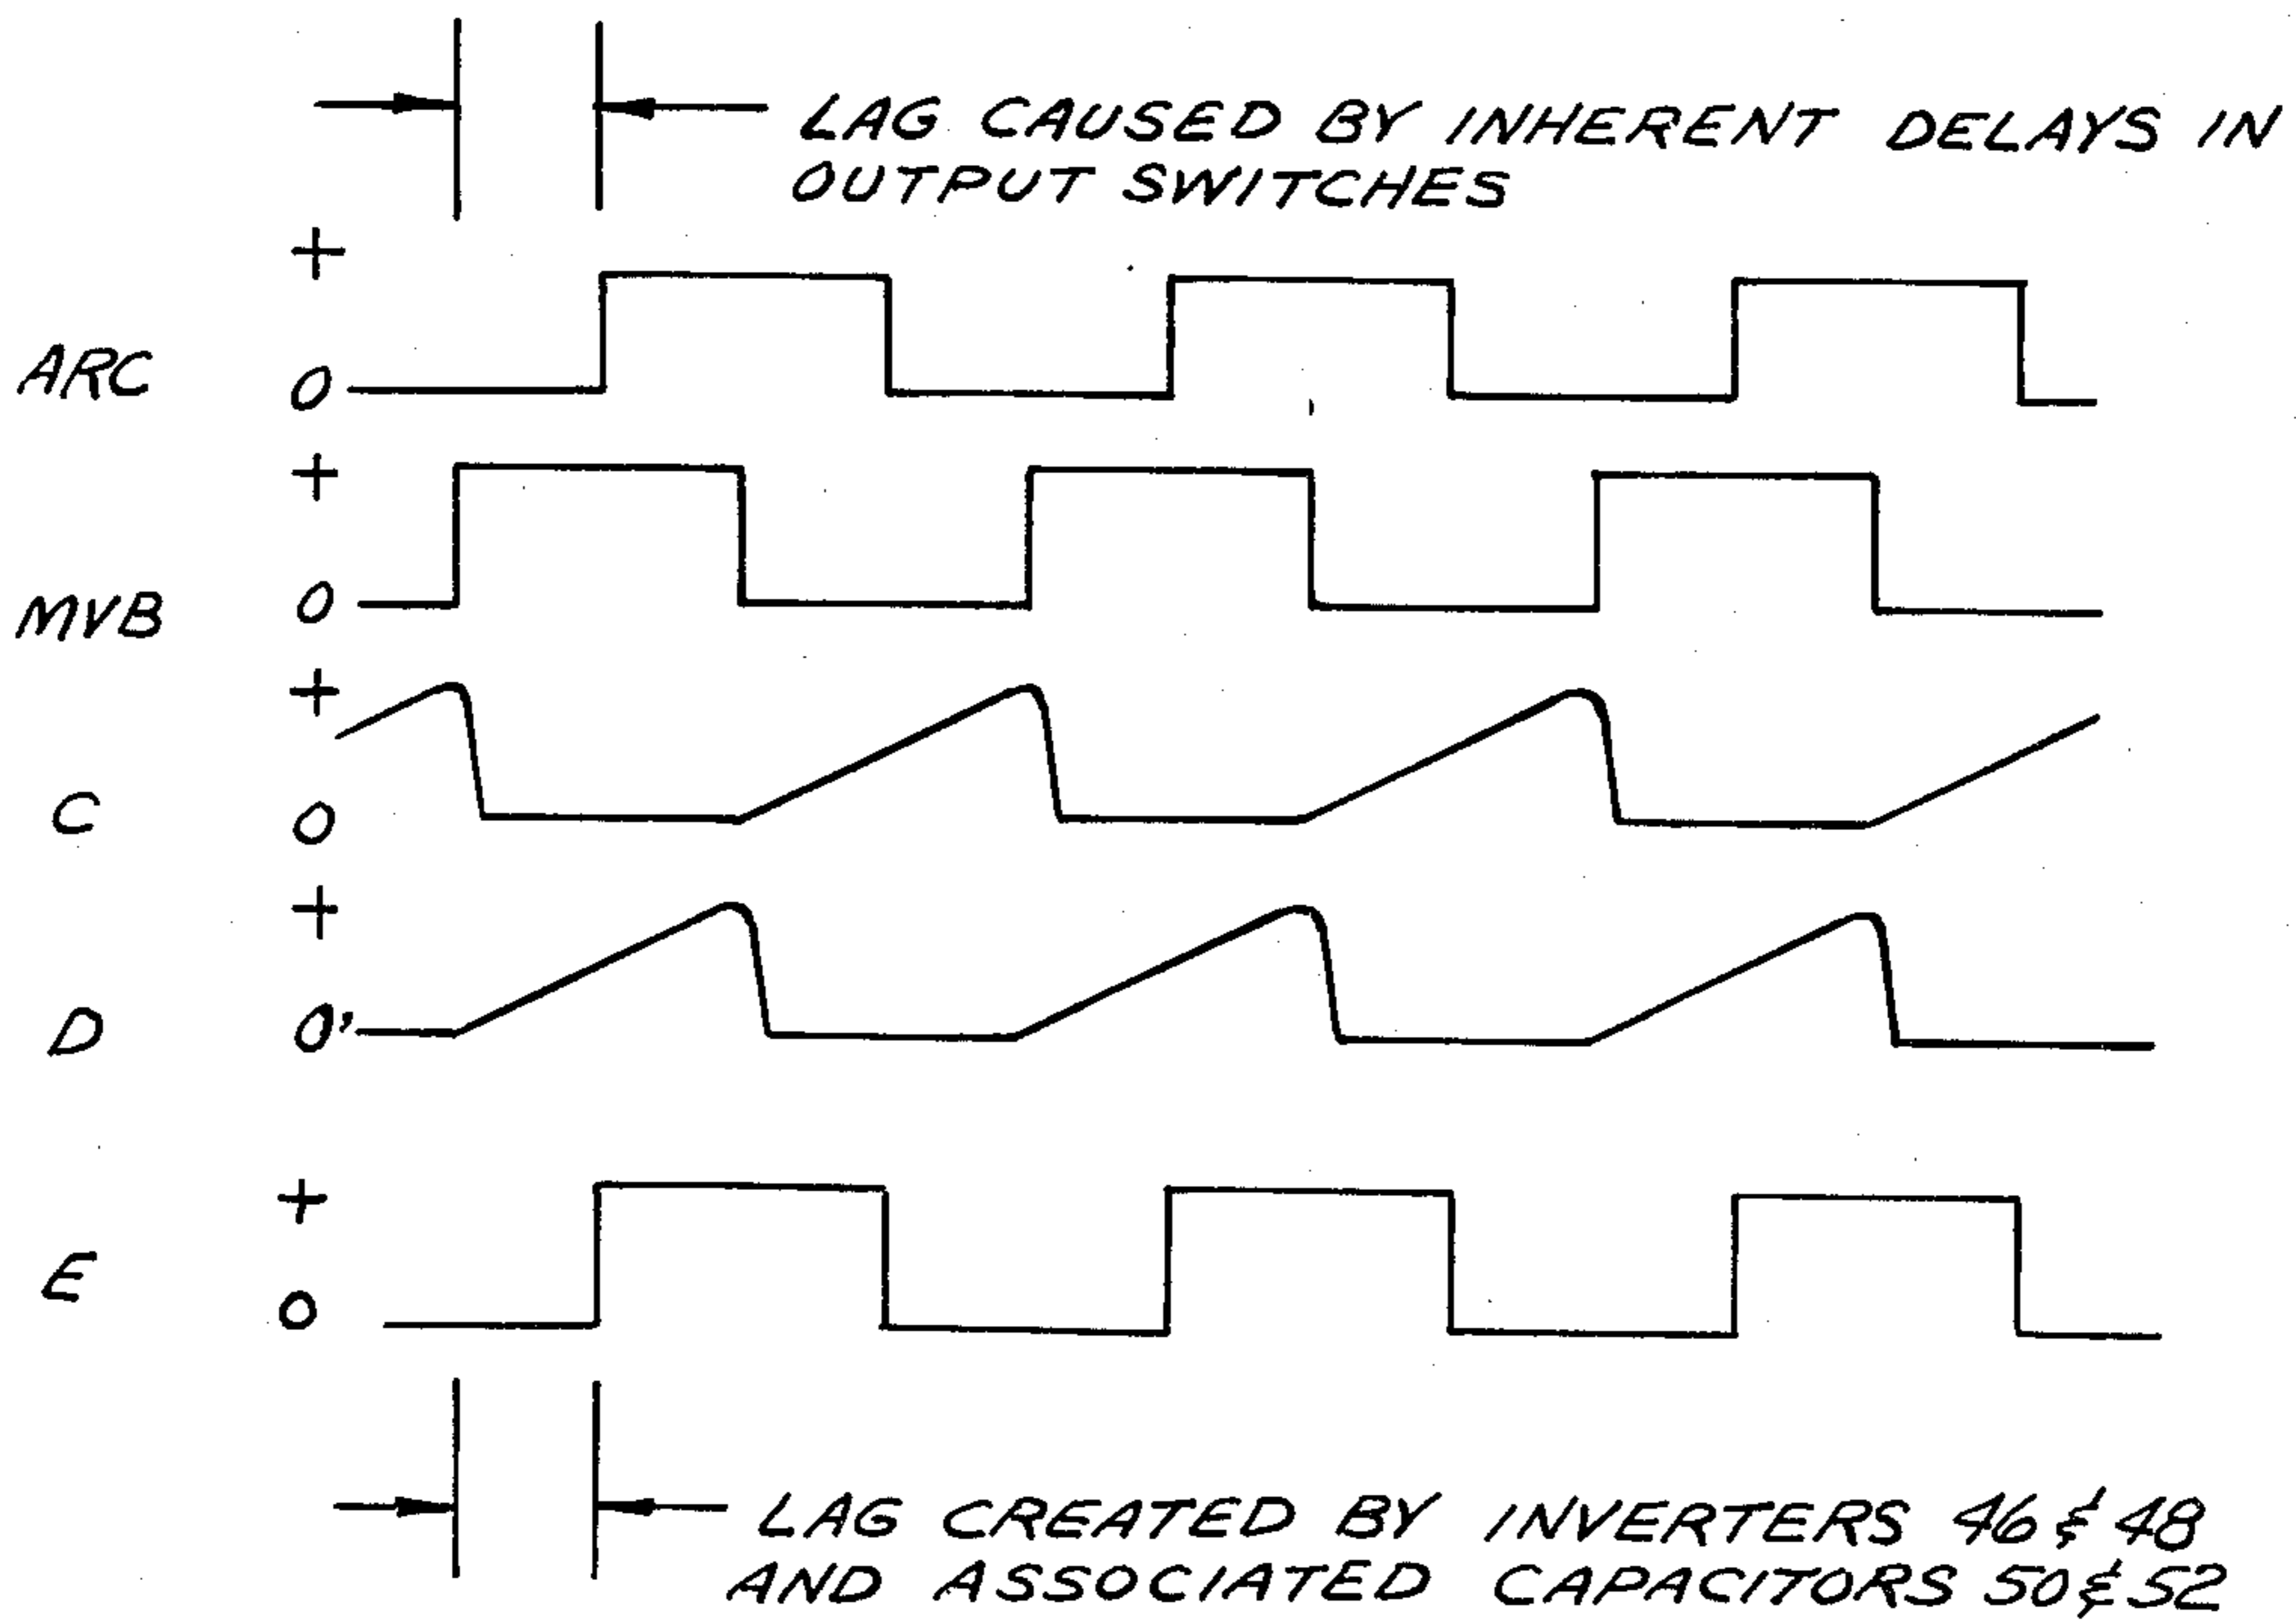 LAG CAUSED BY INHERENT DELAYS IN
OUTPUT SWITCHES
+
ARC 0
+
MVB 0
+
C 0
+
D 0'
+
E
0
LAG CREATED BY INVERTERS 46 & 48
AND ASSOCIATED CAPACITORS 50 & 52